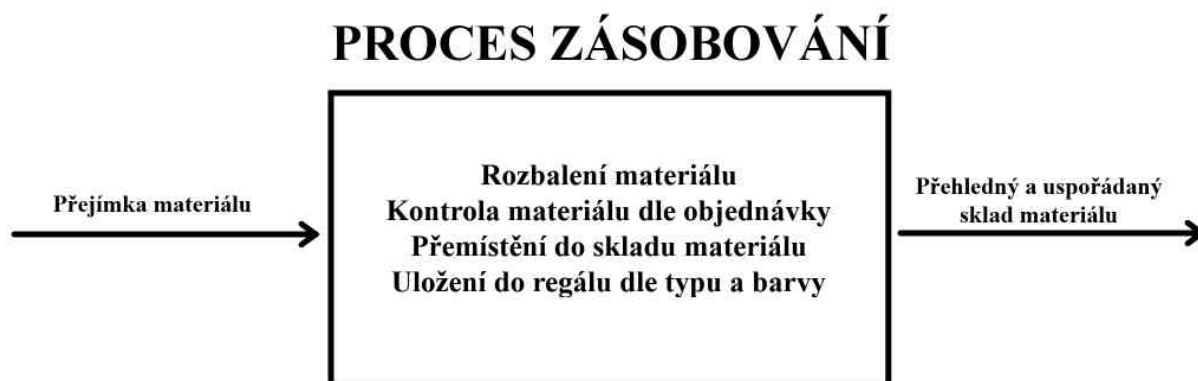 PROCES ZÁSOBOVÁNÍ
Přejímka materiálu
Rozbalení materiálu
Kontrola materiálu dle objednávky
Přemístění do skladu materiálu
Uložení do regálu dle typu a barvy
Přehledný a uspořádaný
sklad materiálu